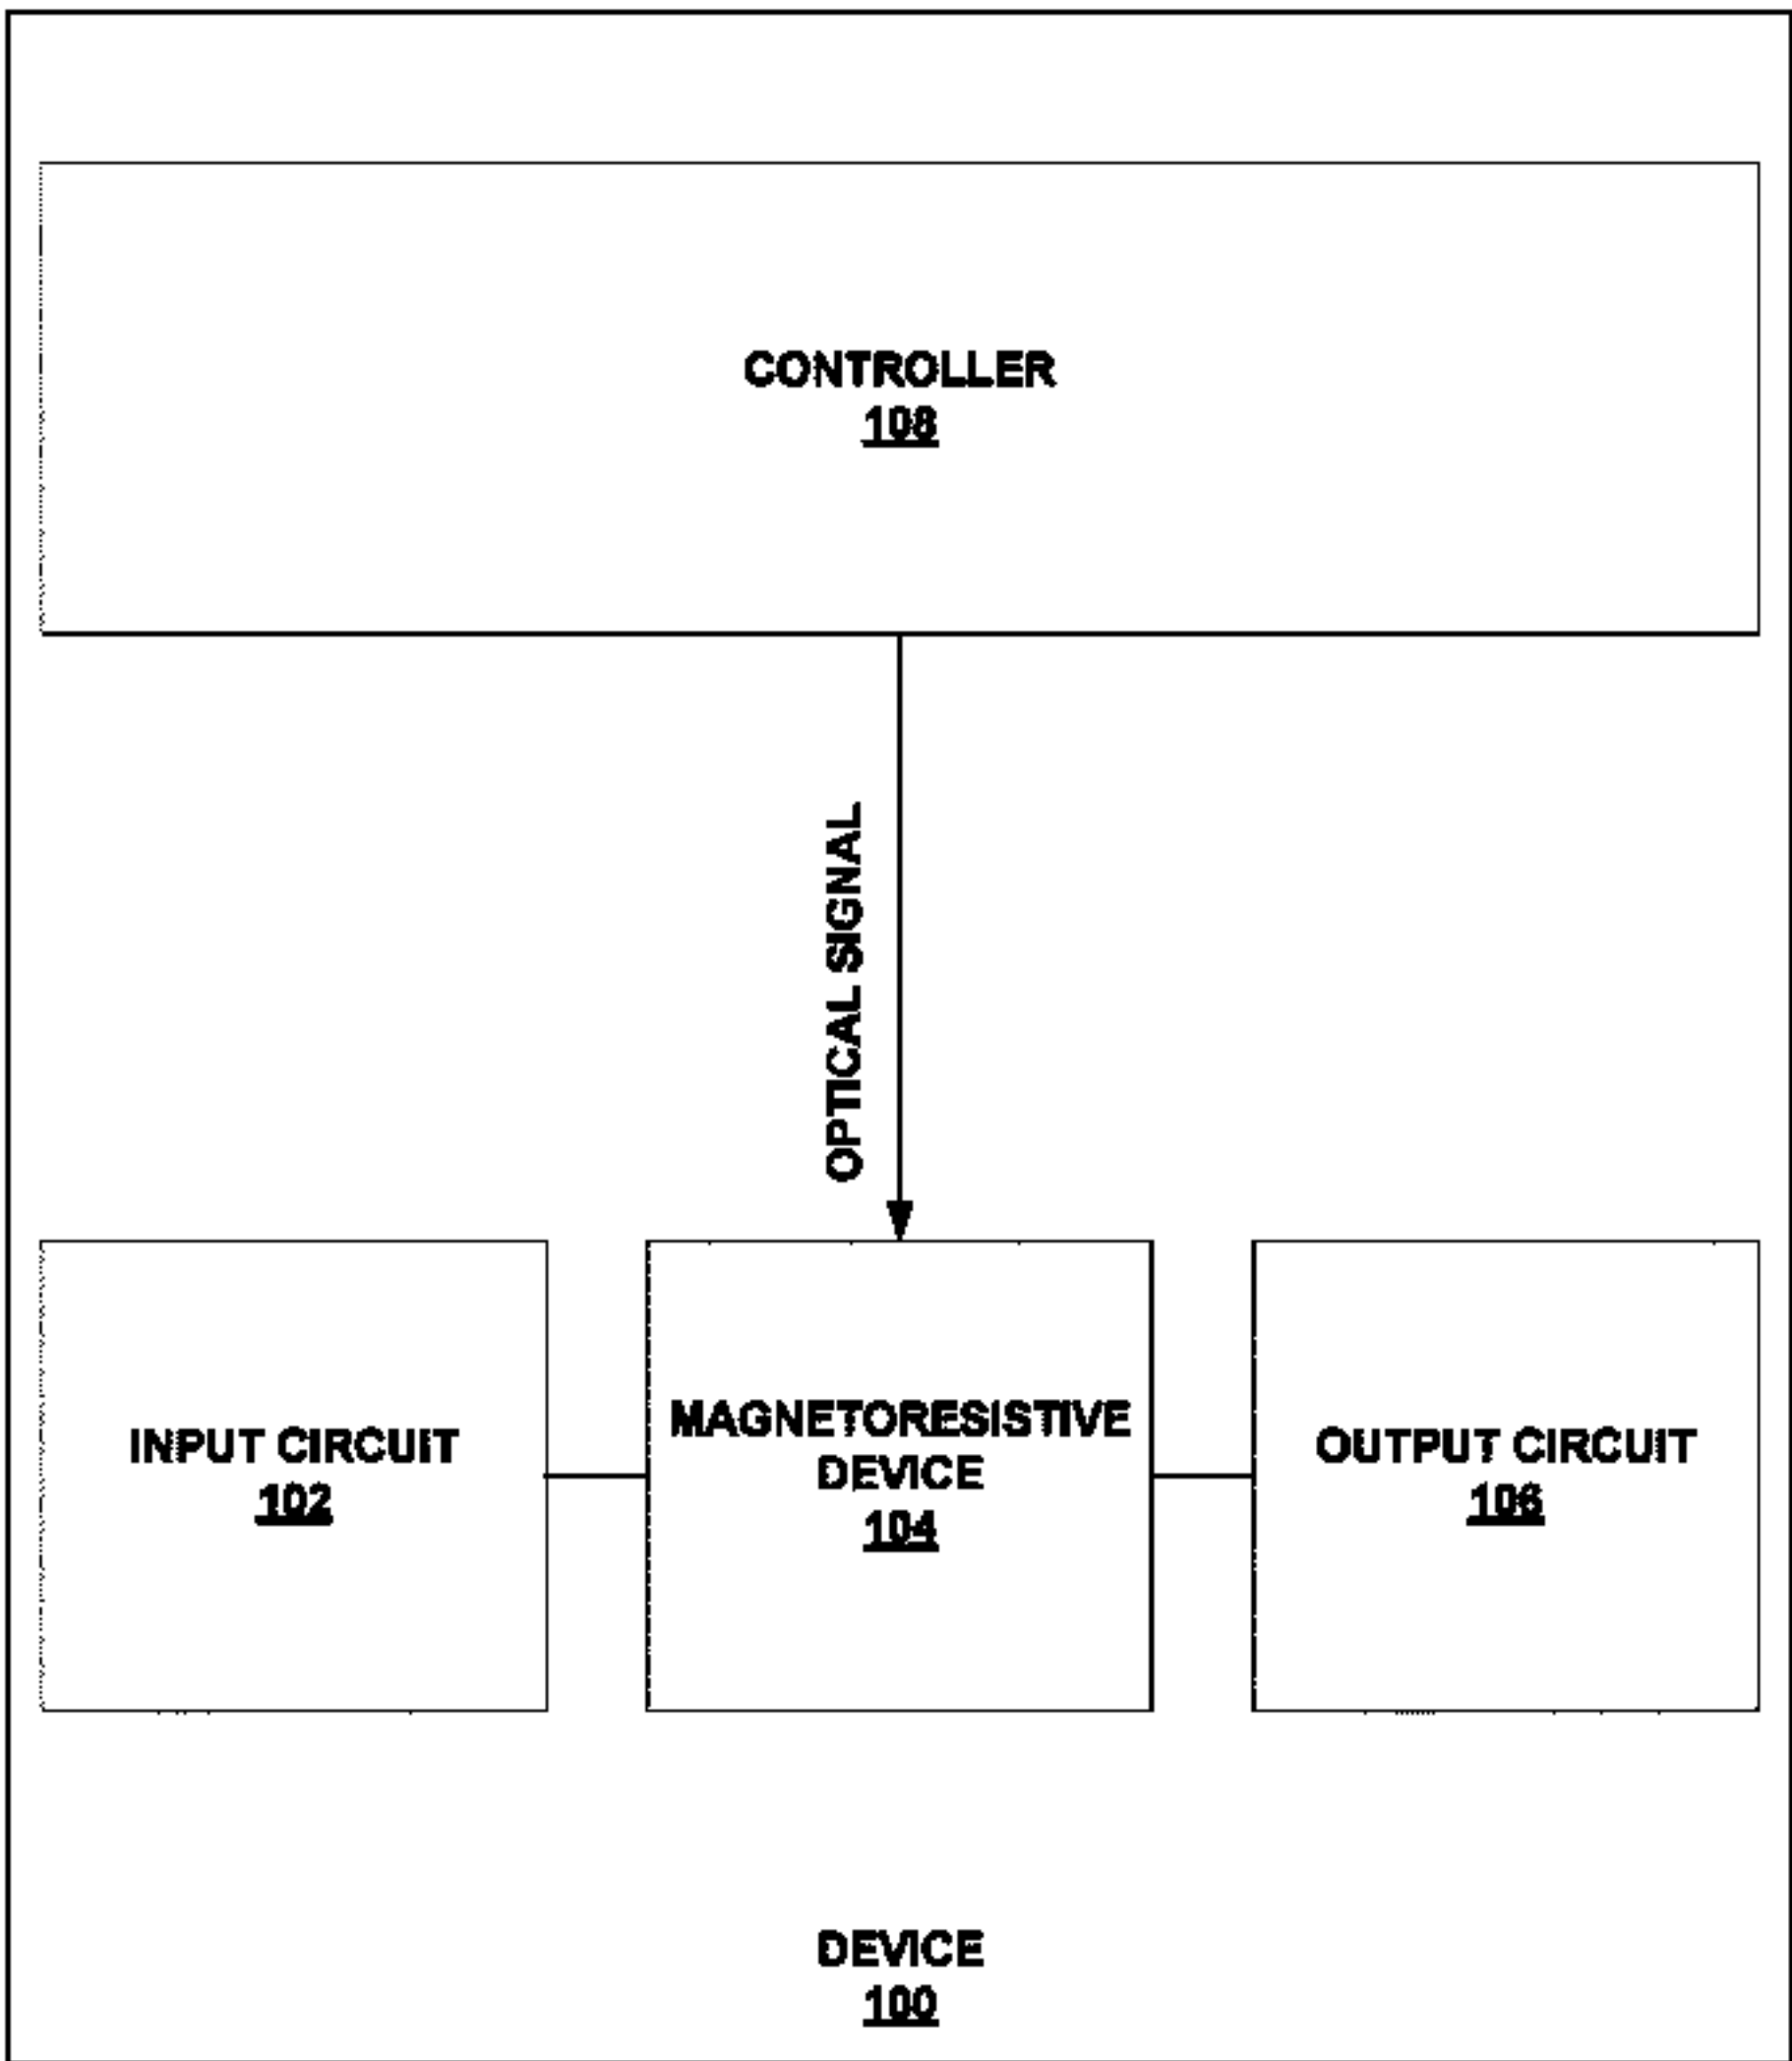 CONTROLLER
108
OPTICAL SIGNAL
INPUT CIRCUIT
102
MAGNETORESISTIVE
DEVICE
104
OUTPUT CIRCUIT
106
DEVICE
100